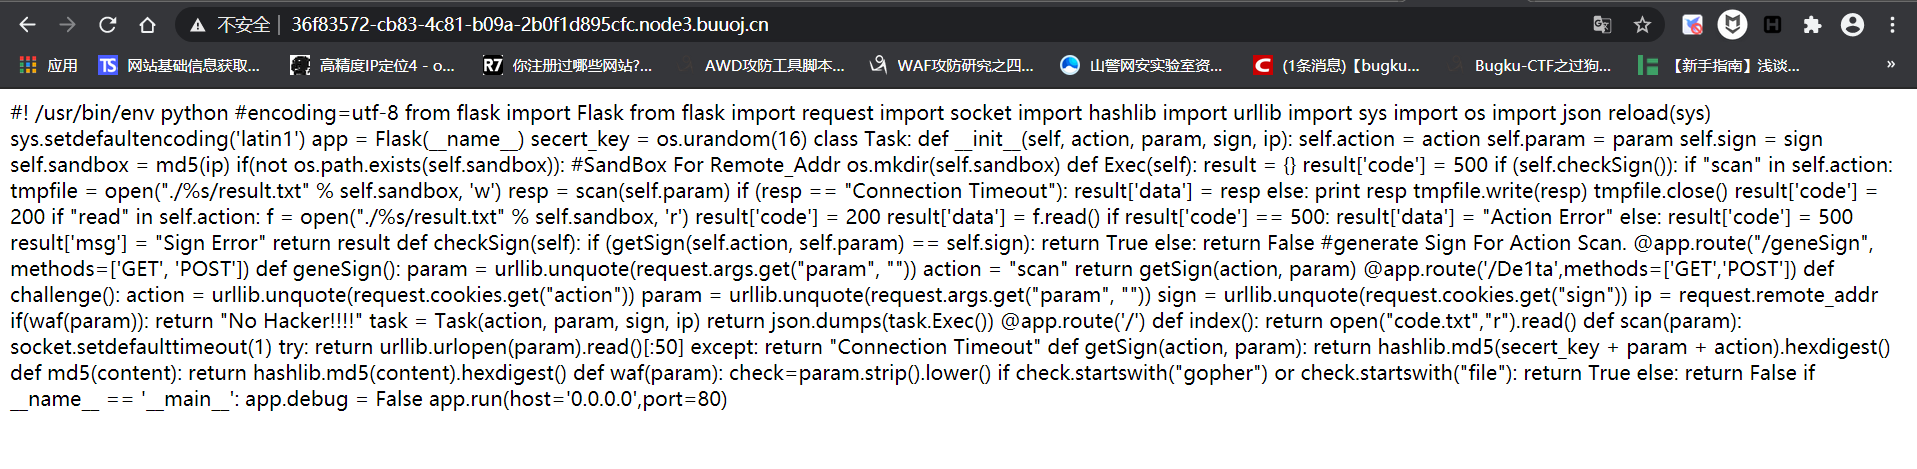 不安全 | 36f83572-cb83-4c81-b09a-2b0f1d895cfc.node3.buuoj.cn
应用 TS 网站基础信息获取... 高精度IP定位4 - o... R7 你注册过哪些网站?... AWD攻防工具脚本... WAF攻防研究之四... 山警网安实验室资... C (1条消息)【bugku... Bugku-CTF之过狗... 【新手指南】浅谈... »
#! /usr/bin/env python #encoding=utf-8 from flask import Flask from flask import request import socket import hashlib import urllib import sys import os import json reload(sys)
sys.setdefaultencoding('latin1') app = Flask(__name__) secert_key = os.urandom(16) class Task: def __init__(self, action, param, sign, ip): self.action = action self.param = param self.sign = sign
self.sandbox = md5(ip) if(not os.path.exists(self.sandbox)): #SandBox For Remote_Addr os.mkdir(self.sandbox) def Exec(self): result = {} result['code'] = 500 if (self.checkSign()): if "scan" in self.action:
tmpfile = open("./%s/result.txt" % self.sandbox, 'w') resp = scan(self.param) if (resp == "Connection Timeout"): result['data'] = resp else: print resp tmpfile.write(resp) tmpfile.close() result['code'] =
200 if "read" in self.action: f = open("./%s/result.txt" % self.sandbox, 'r') result['code'] = 200 result['data'] = f.read() if result['code'] == 500: result['data'] = "Action Error" else: result['code'] = 500
result['msg'] = "Sign Error" return result def checkSign(self): if (getSign(self.action, self.param) == self.sign): return True else: return False #generate Sign For Action Scan. @app.route("/geneSign",
methods=['GET', 'POST']) def geneSign(): param = urllib.unquote(request.args.get("param", "")) action = "scan" return getSign(action, param) @app.route('/De1ta',methods=['GET','POST']) def
challenge(): action = urllib.unquote(request.cookies.get("action")) param = urllib.unquote(request.args.get("param", "")) sign = urllib.unquote(request.cookies.get("sign")) ip = request.remote_addr
if(waf(param)): return "No Hacker!!!!" task = Task(action, param, sign, ip) return json.dumps(task.Exec()) @app.route('/') def index(): return open("code.txt","r").read() def scan(param):
socket.setdefaulttimeout(1) try: return urllib.urlopen(param).read()[:50] except: return "Connection Timeout" def getSign(action, param): return hashlib.md5(secert_key + param + action).hexdigest()
def md5(content): return hashlib.md5(content).hexdigest() def waf(param): check=param.strip().lower() if check.startswith("gopher") or check.startswith("file"): return True else: return False if
__name__ == '__main__': app.debug = False app.run(host='0.0.0.0',port=80)